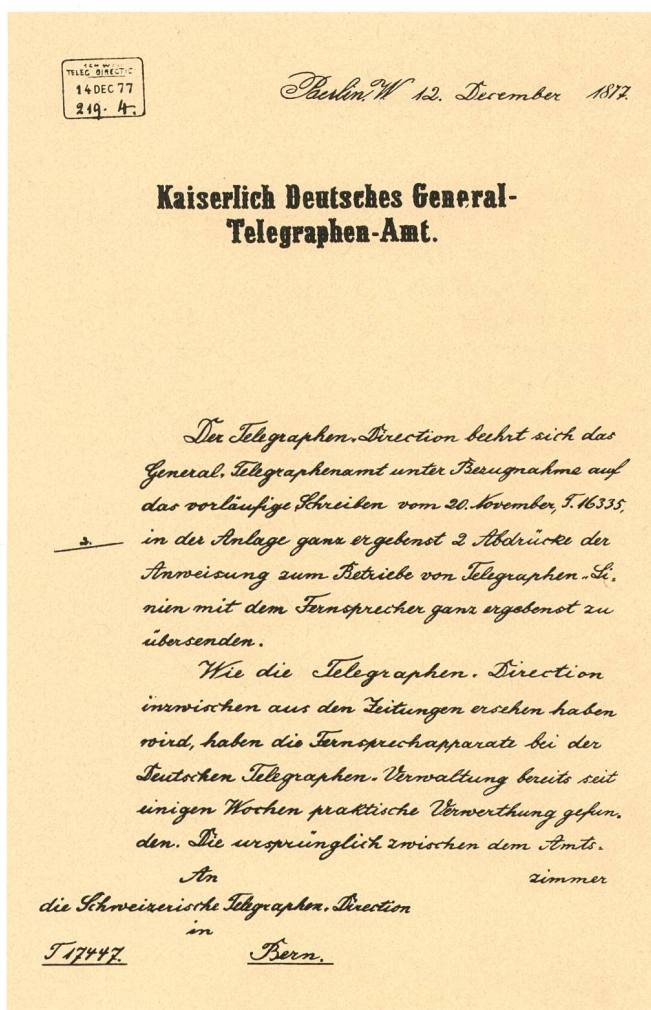 SCHW
TELEG. DIRECTIO
14 DEC 77
219. 4.
Berlin, W. 12. December 1877.
Kaiserlich Deutsches General-
Telegraphen-Amt.
Der Telegraphen-Direction beehrt sich das
General-Telegraphenamt unter Bezugnahme auf
das vorläufige Schreiben vom 20. November, T. 16335,
2. in der Anlage ganz ergebenst 2 Abdrücke der
Anweisung zum Betriebe von Telegraphen-Li-
nien mit dem Fernsprecher ganz ergebenst zu
übersenden.
Wie die Telegraphen-Direction
inzwischen aus den Zeitungen ersehen haben
wird, haben die Fernsprechapparate bei der
Deutschen Telegraphen-Verwaltung bereits seit
einigen Wochen praktische Verwerthung gefun-
den. Die ursprünglich zwischen dem Amts-
An zimmer
die Schweizerische Telegraphen-Direction
in
T 17447. Bern.